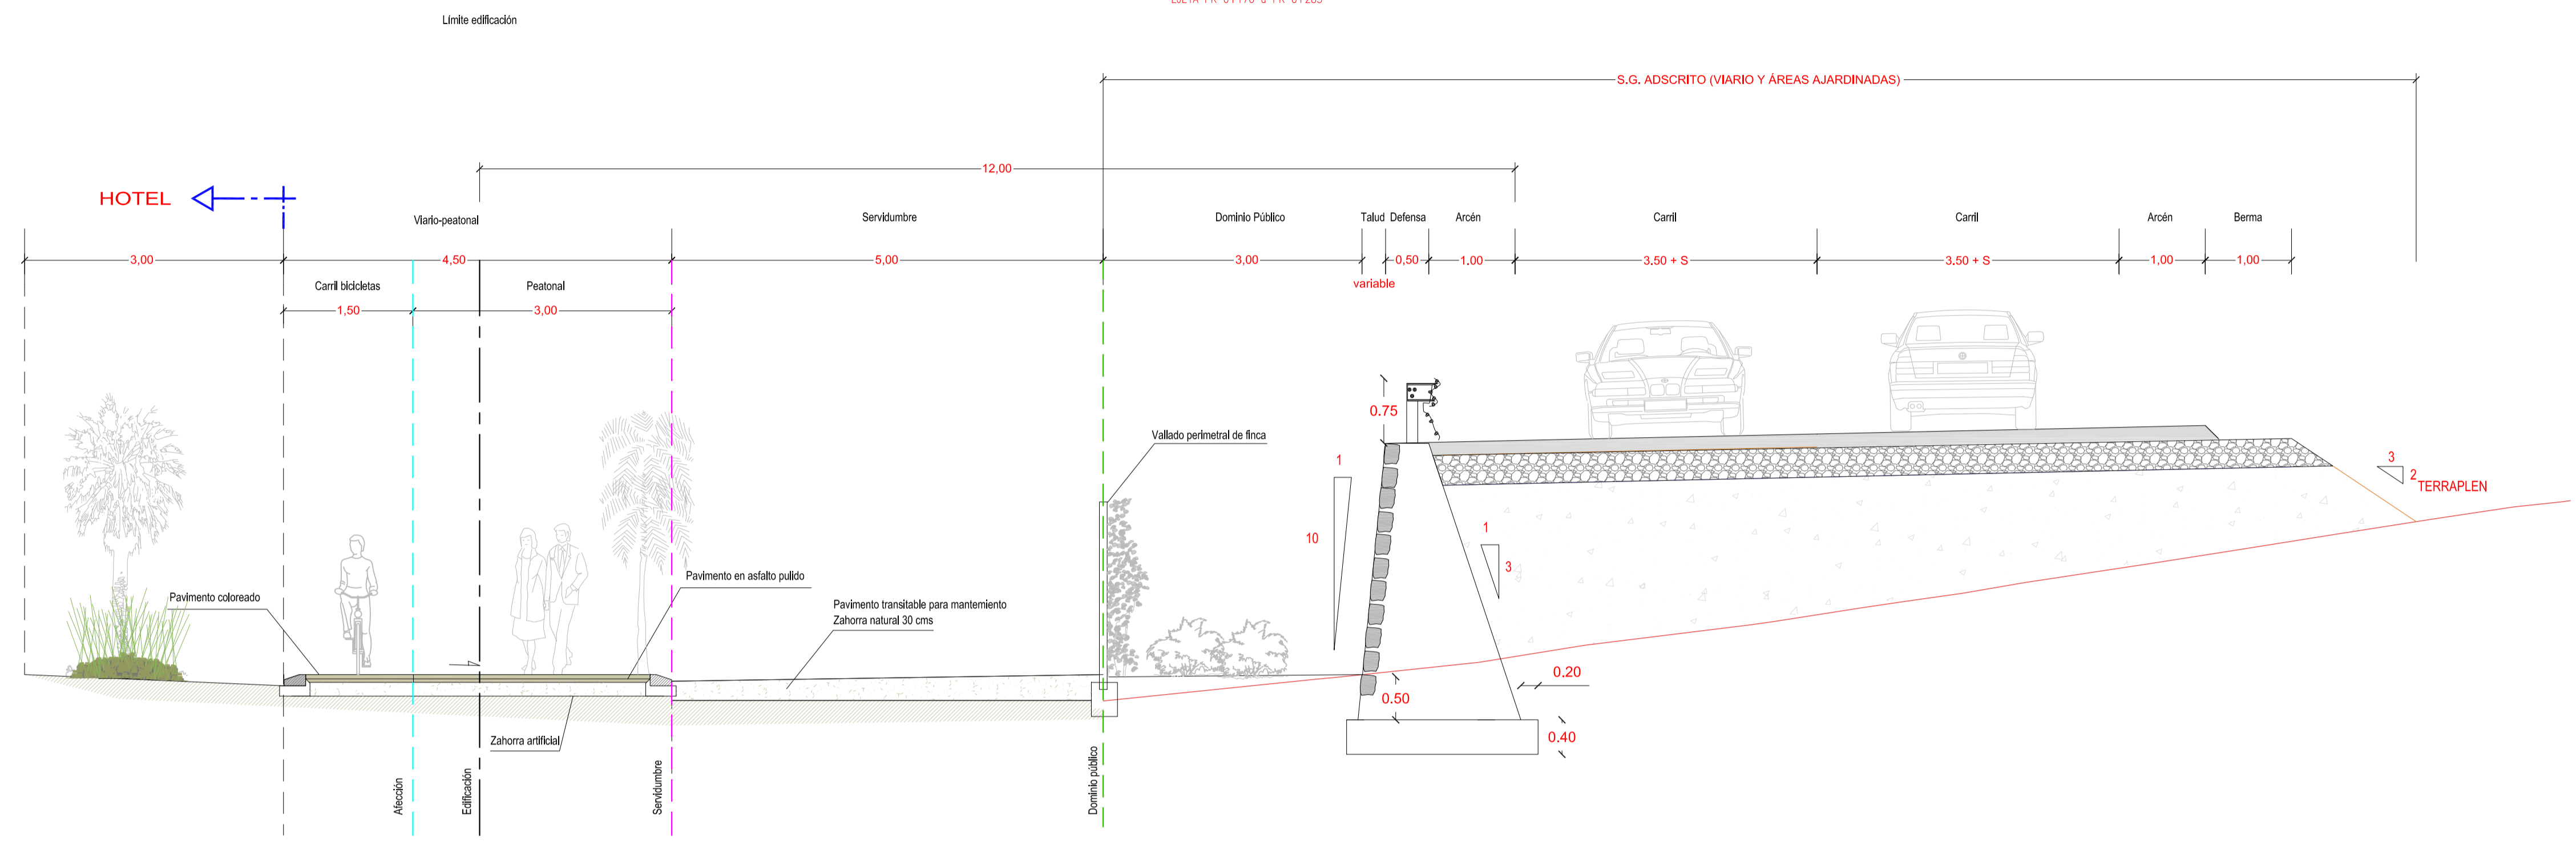 Límite edificación
S.G. ADSCRITO (VIARIO Y ÁREAS AJARDINADAS)
12,00
HOTEL
Viario-peatonal
Servidumbre
Dominio Público
Talud
Defensa
Arcén
Carril
Carril
Arcén
Berma
3,00
4,50
5,00
3,00
0,50
1.00
3.50 + S
3.50 + S
1,00
1,00
variable
Carril bicicletas
Peatonal
1,50
3,00
0.75
Vallado perimetral de finca
1
10
3
2
TERRAPLEN
1
3
Pavimento coloreado
Pavimento en asfalto pulido
Pavimento transitable para mantemiento
Zahorra natural 30 cms
0.20
0.50
0.40
Zahorra artificial
Afección
Edificación
Servidumbre
Dominio público